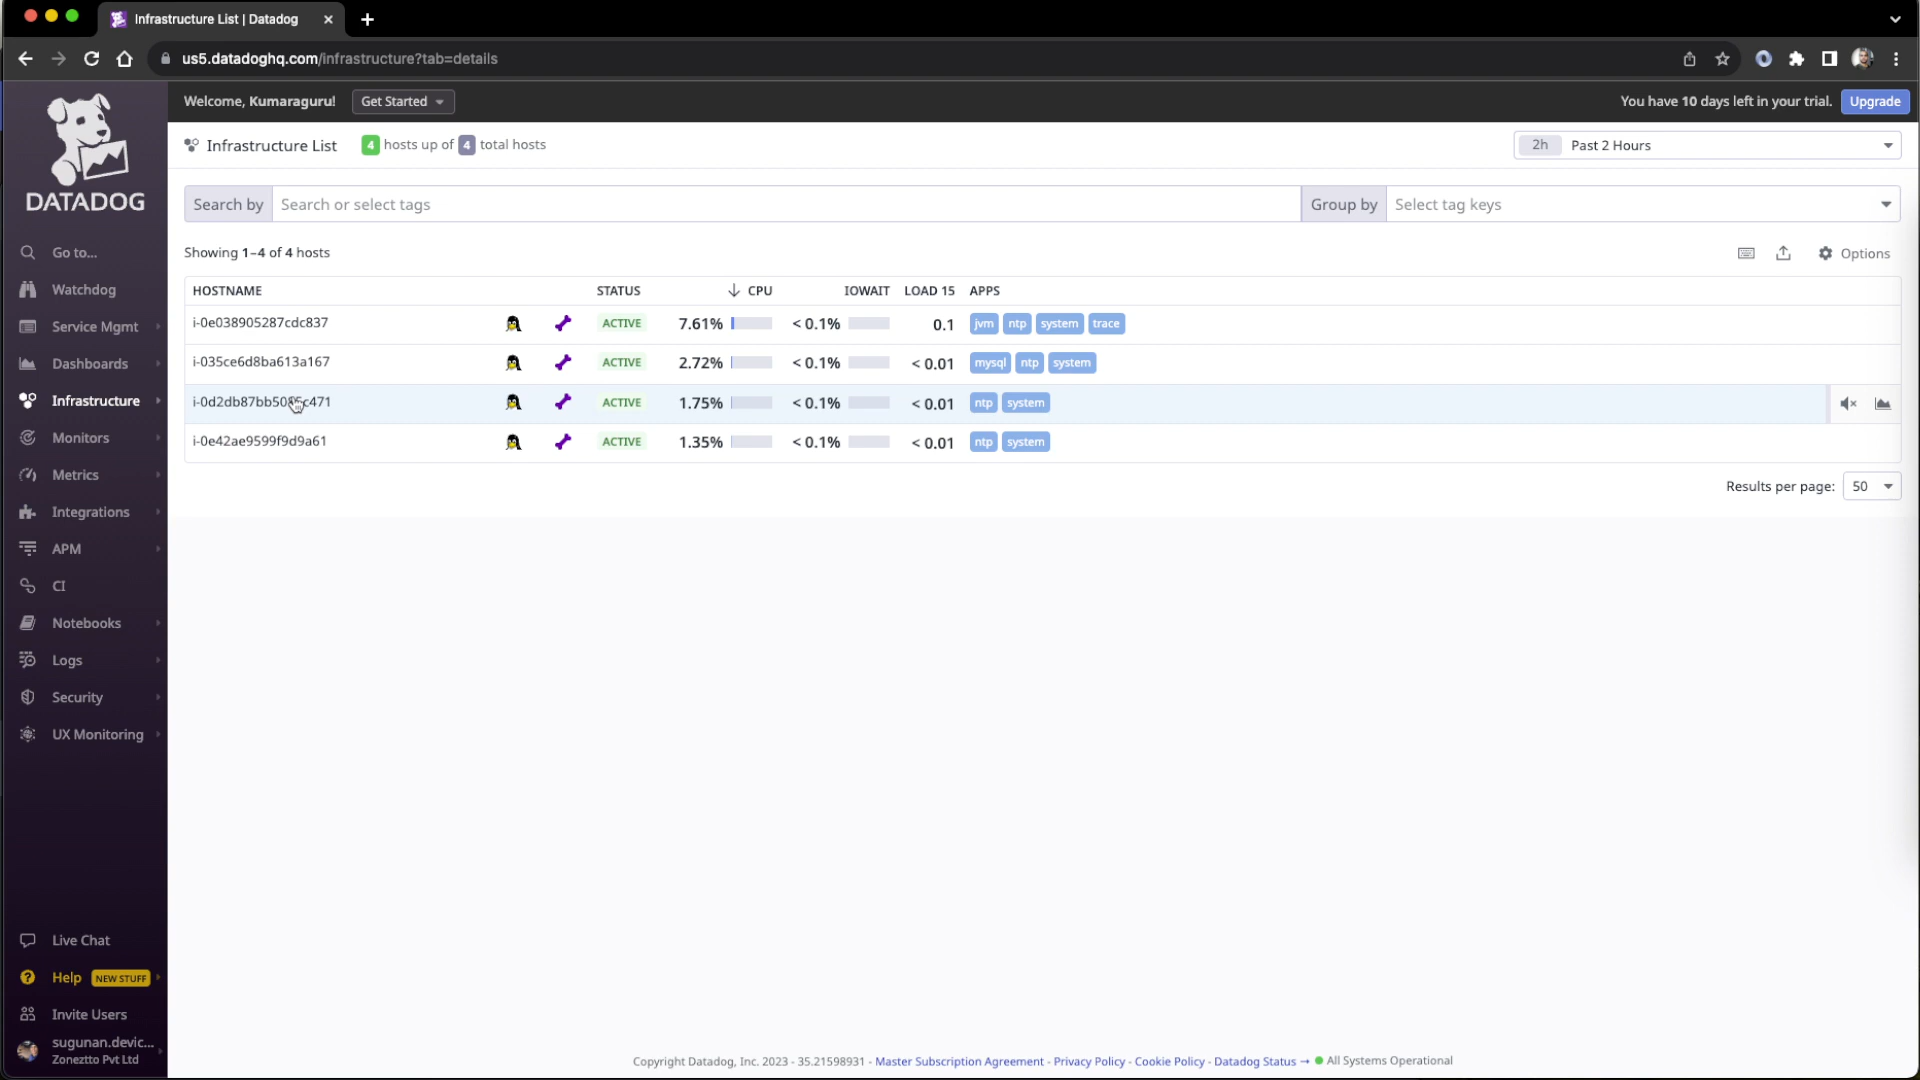 Infrastructure List | Datadog
us5.datadoghq.com/infrastructure?tab=details
DATADOG
Go to...
Watchdog
Service Mgmt
Dashboards
Infrastructure
Monitors
Metrics
Integrations
APM
CI
Notebooks
Logs
Security
UX Monitoring
Live Chat
Help NEW STUFF
Invite Users
sugunan.devic...
Zoneztto Pvt Ltd
Welcome, Kumaraguru! Get Started You have 10 days left in your trial. Upgrade
Infrastructure List 4 hosts up of 4 total hosts 2h Past 2 Hours
Search by Search or select tags Group by Select tag keys
Showing 1–4 of 4 hosts Options
HOSTNAME STATUS CPU IOWAIT LOAD 15 APPS
i-0e038905287cdc837 ACTIVE 7.61% < 0.1% 0.1 jvm ntp system trace
i-035ce6d8ba613a167 ACTIVE 2.72% < 0.1% < 0.01 mysql ntp system
ACTIVE 1.75% < 0.1% < 0.01 ntp system
i-0e42ae9599f9d9a61 ACTIVE 1.35% < 0.1% < 0.01 ntp system
Results per page: 50
Copyright Datadog, Inc. 2023 - 35.21598931 - Master Subscription Agreement - Privacy Policy - Cookie Policy - Datadog Status → All Systems Operational